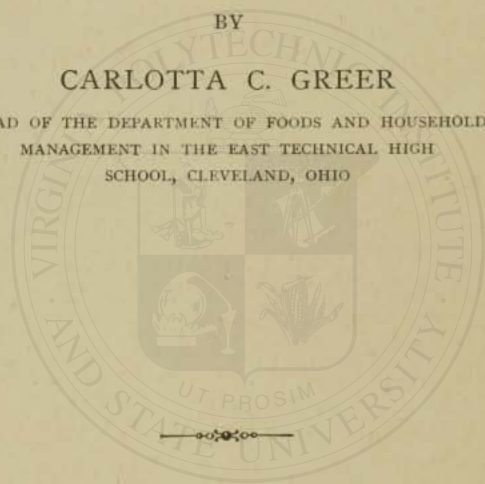 BY
CARLOTTA C. GREER
AD OF THE DEPARTMENT OF FOODS AND HOUSEHOLD
MANAGEMENT IN THE EAST TECHNICAL HIGH
SCHOOL, CLEVELAND, OHIO
VIRGINIA POLYTECHNIC INSTITUTE
AND STATE UNIVERSITY
UT PROSIM